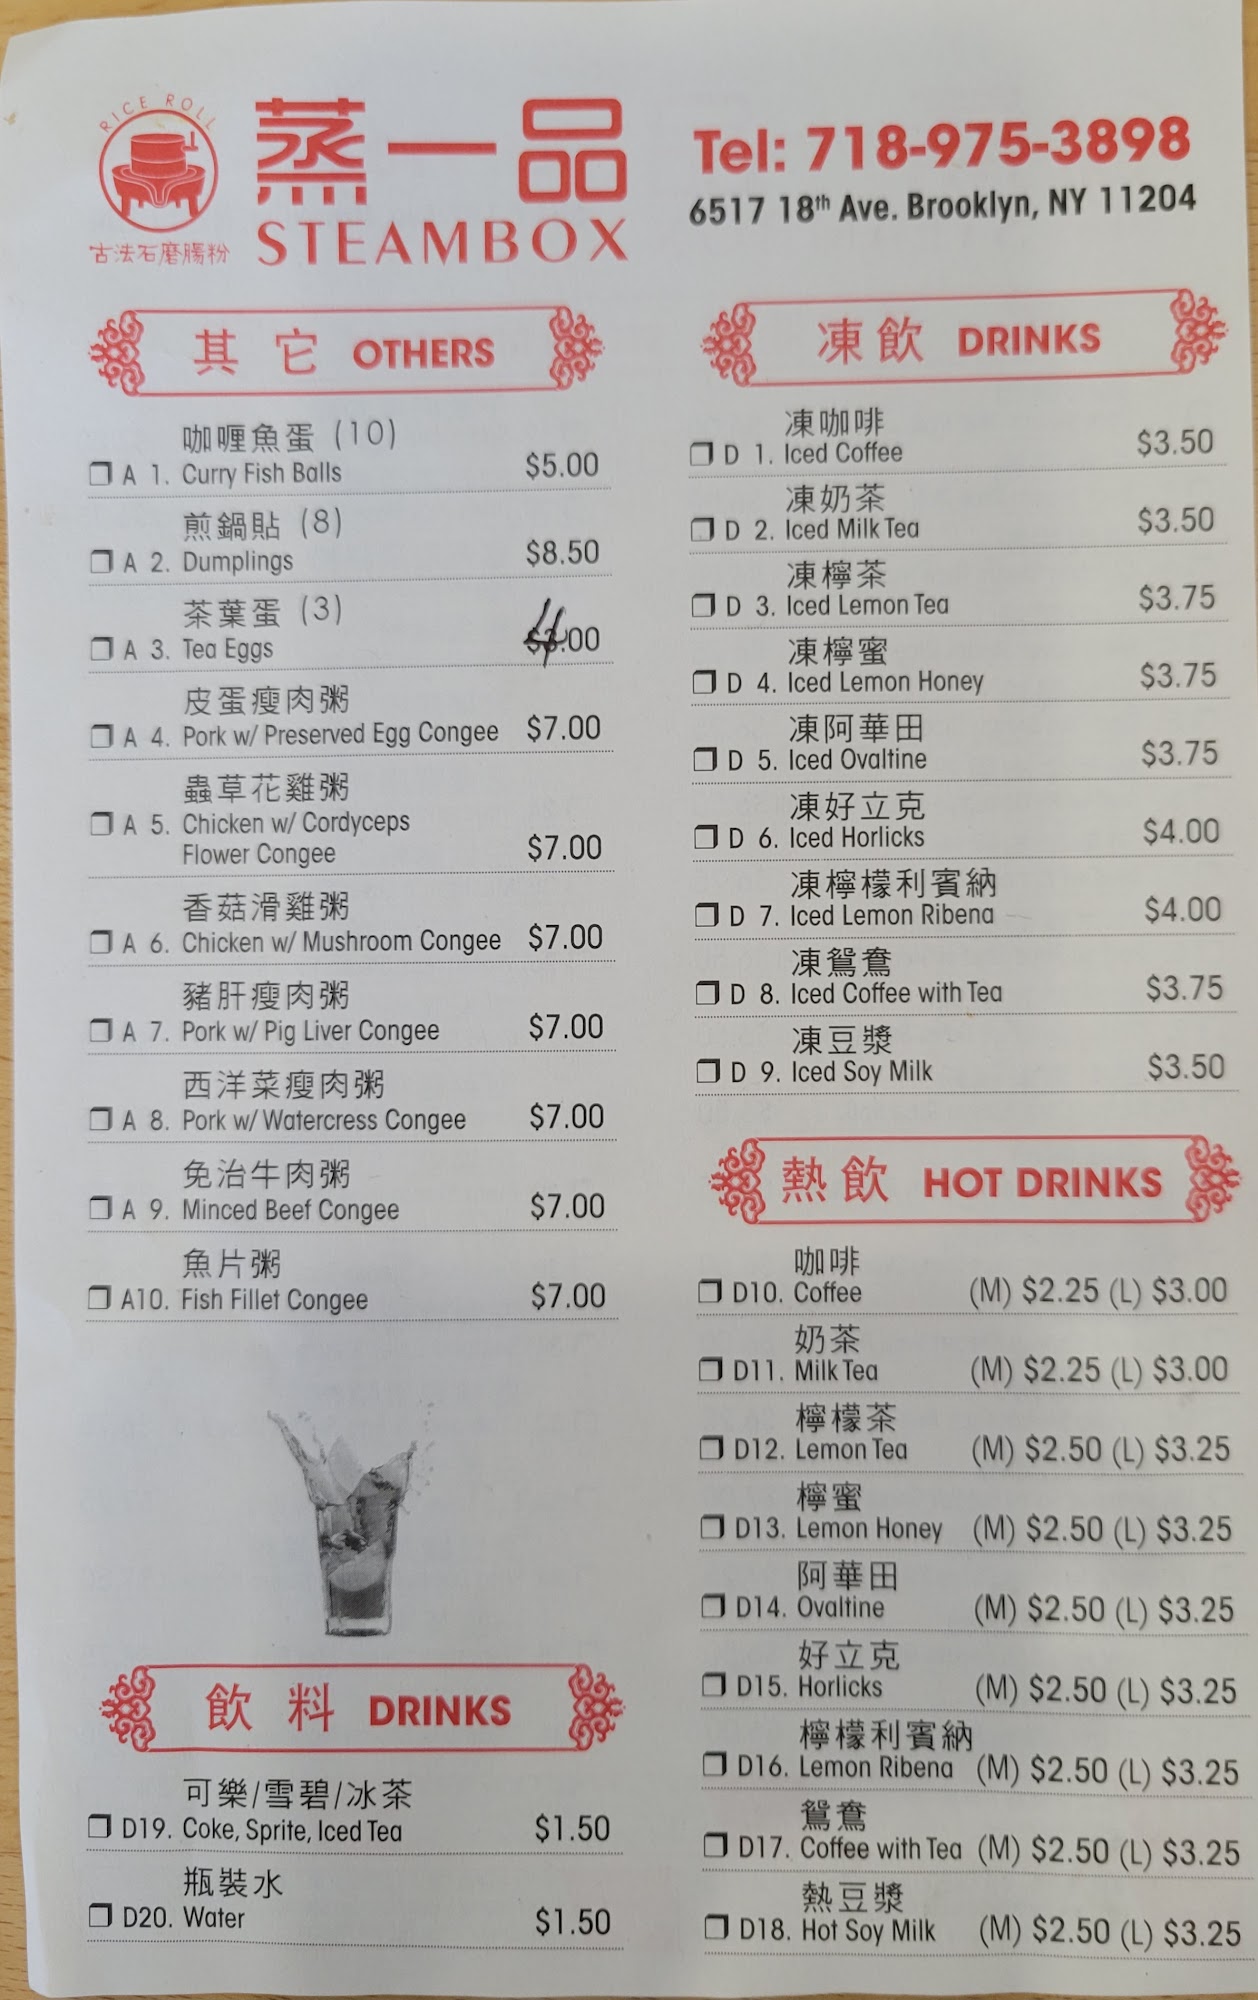 RICE ROLL
古法石磨腸粉
蒸一品
STEAMBOX
Tel: 718-975-3898
6517 18th Ave. Brooklyn, NY 11204
其它 OTHERS
咖喱魚蛋 (10)
A 1. Curry Fish Balls $5.00
煎鍋貼 (8)
A 2. Dumplings $8.50
茶葉蛋 (3)
A 3. Tea Eggs 4 $3.00
皮蛋瘦肉粥
A 4. Pork w/ Preserved Egg Congee $7.00
蟲草花雞粥
A 5. Chicken w/ Cordyceps
Flower Congee $7.00
香菇滑雞粥
A 6. Chicken w/ Mushroom Congee $7.00
豬肝瘦肉粥
A 7. Pork w/ Pig Liver Congee $7.00
西洋菜瘦肉粥
A 8. Pork w/ Watercress Congee $7.00
免治牛肉粥
A 9. Minced Beef Congee $7.00
魚片粥
A10. Fish Fillet Congee $7.00
飲料 DRINKS
可樂/雪碧/冰茶
D19. Coke, Sprite, Iced Tea $1.50
瓶裝水
D20. Water $1.50
凍飲 DRINKS
凍咖啡
D 1. Iced Coffee $3.50
凍奶茶
D 2. Iced Milk Tea $3.50
凍檸茶
D 3. Iced Lemon Tea $3.75
凍檸蜜
D 4. Iced Lemon Honey $3.75
凍阿華田
D 5. Iced Ovaltine $3.75
凍好立克
D 6. Iced Horlicks $4.00
凍檸檬利賓納
D 7. Iced Lemon Ribena $4.00
凍鴛鴦
D 8. Iced Coffee with Tea $3.75
凍豆漿
D 9. Iced Soy Milk $3.50
熱飲 HOT DRINKS
咖啡
D10. Coffee (M) $2.25 (L) $3.00
奶茶
D11. Milk Tea (M) $2.25 (L) $3.00
檸檬茶
D12. Lemon Tea (M) $2.50 (L) $3.25
檸蜜
D13. Lemon Honey (M) $2.50 (L) $3.25
阿華田
D14. Ovaltine (M) $2.50 (L) $3.25
好立克
D15. Horlicks (M) $2.50 (L) $3.25
檸檬利賓納
D16. Lemon Ribena (M) $2.50 (L) $3.25
鴛鴦
D17. Coffee with Tea (M) $2.50 (L) $3.25
熱豆漿
D18. Hot Soy Milk (M) $2.50 (L) $3.25